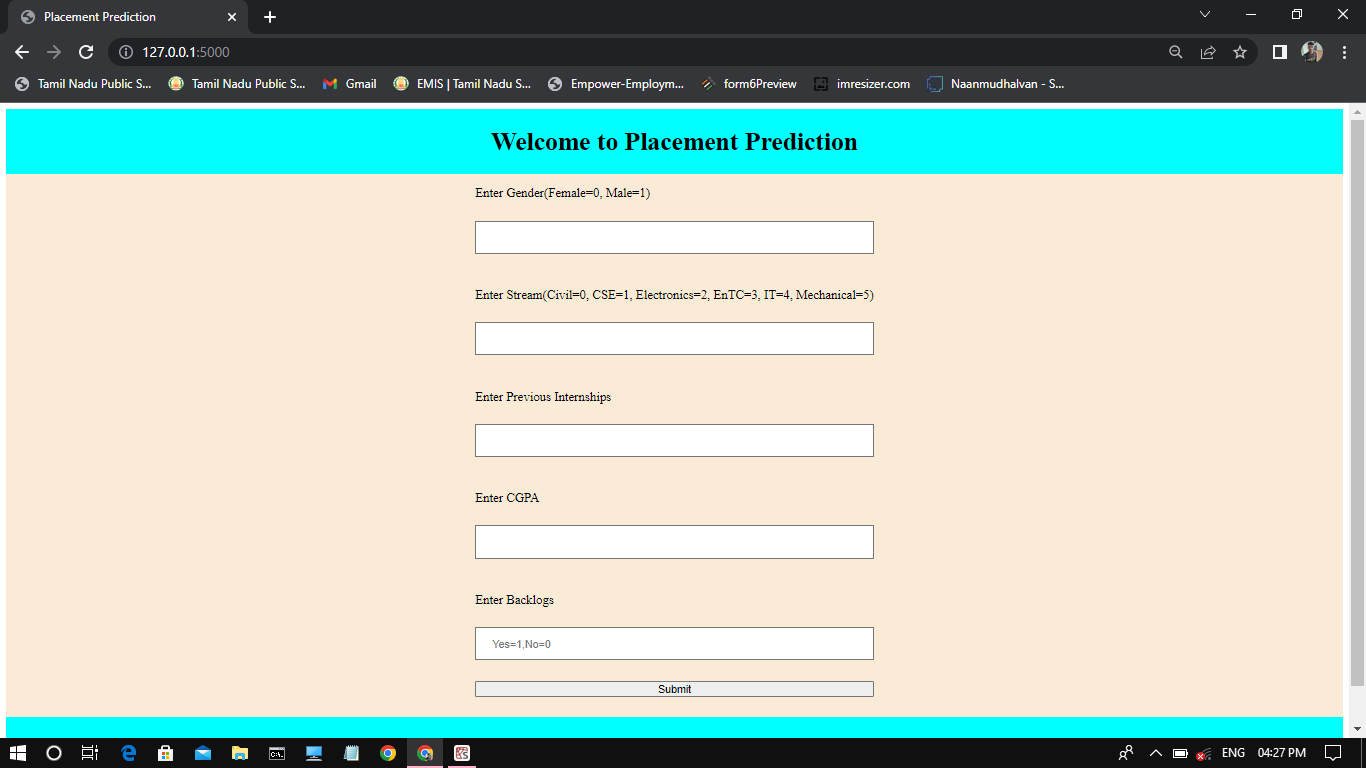 Placement Prediction
127.0.0.1:5000
Tamil Nadu Public S...
Tamil Nadu Public S...
Gmail
EMIS | Tamil Nadu S...
Empower-Employm...
form6Preview
imresizer.com
Naanmudhalvan - S...
Welcome to Placement Prediction
Enter Gender(Female=0, Male=1)
Enter Stream(Civil=0, CSE=1, Electronics=2, EnTC=3, IT=4, Mechanical=5)
Enter Previous Internships
Enter CGPA
Enter Backlogs
Yes=1,No=0
Submit
ENG
04:27 PM